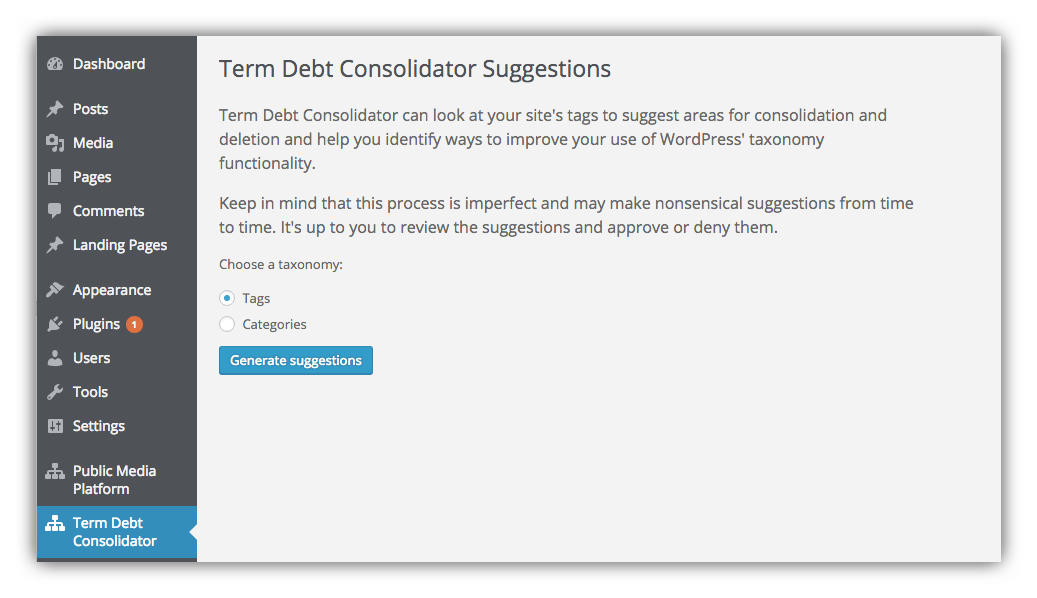 Dashboard
Posts
Media
Pages
Comments
Landing Pages
Appearance
Plugins 1
Users
Tools
Settings
Public Media
Platform
Term Debt
Consolidator
Term Debt Consolidator Suggestions
Term Debt Consolidator can look at your site's tags to suggest areas for consolidation and
deletion and help you identify ways to improve your use of WordPress' taxonomy
functionality.
Keep in mind that this process is imperfect and may make nonsensical suggestions from time
to time. It's up to you to review the suggestions and approve or deny them.
Choose a taxonomy:
Tags
Categories
Generate suggestions